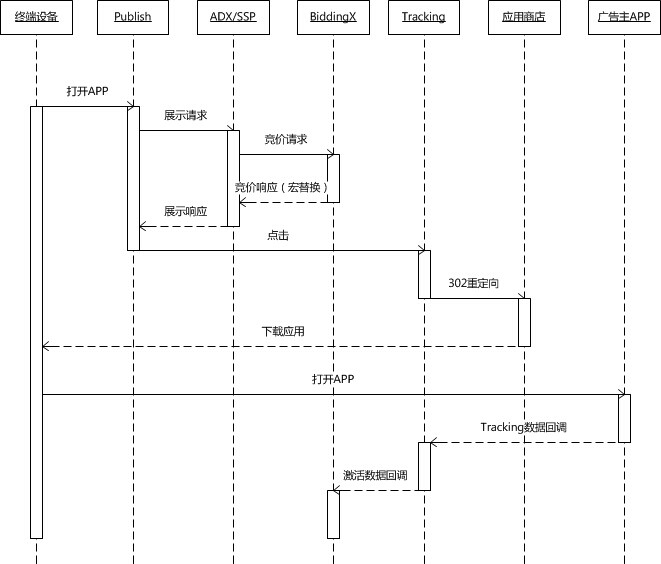 终端设备
Publish
ADX/SSP
BiddingX
Tracking
应用商店
广告主APP
打开APP
展示请求
竞价请求
竞价响应（宏替换）
展示响应
点击
302重定向
下载应用
打开APP
Tracking数据回调
激活数据回调